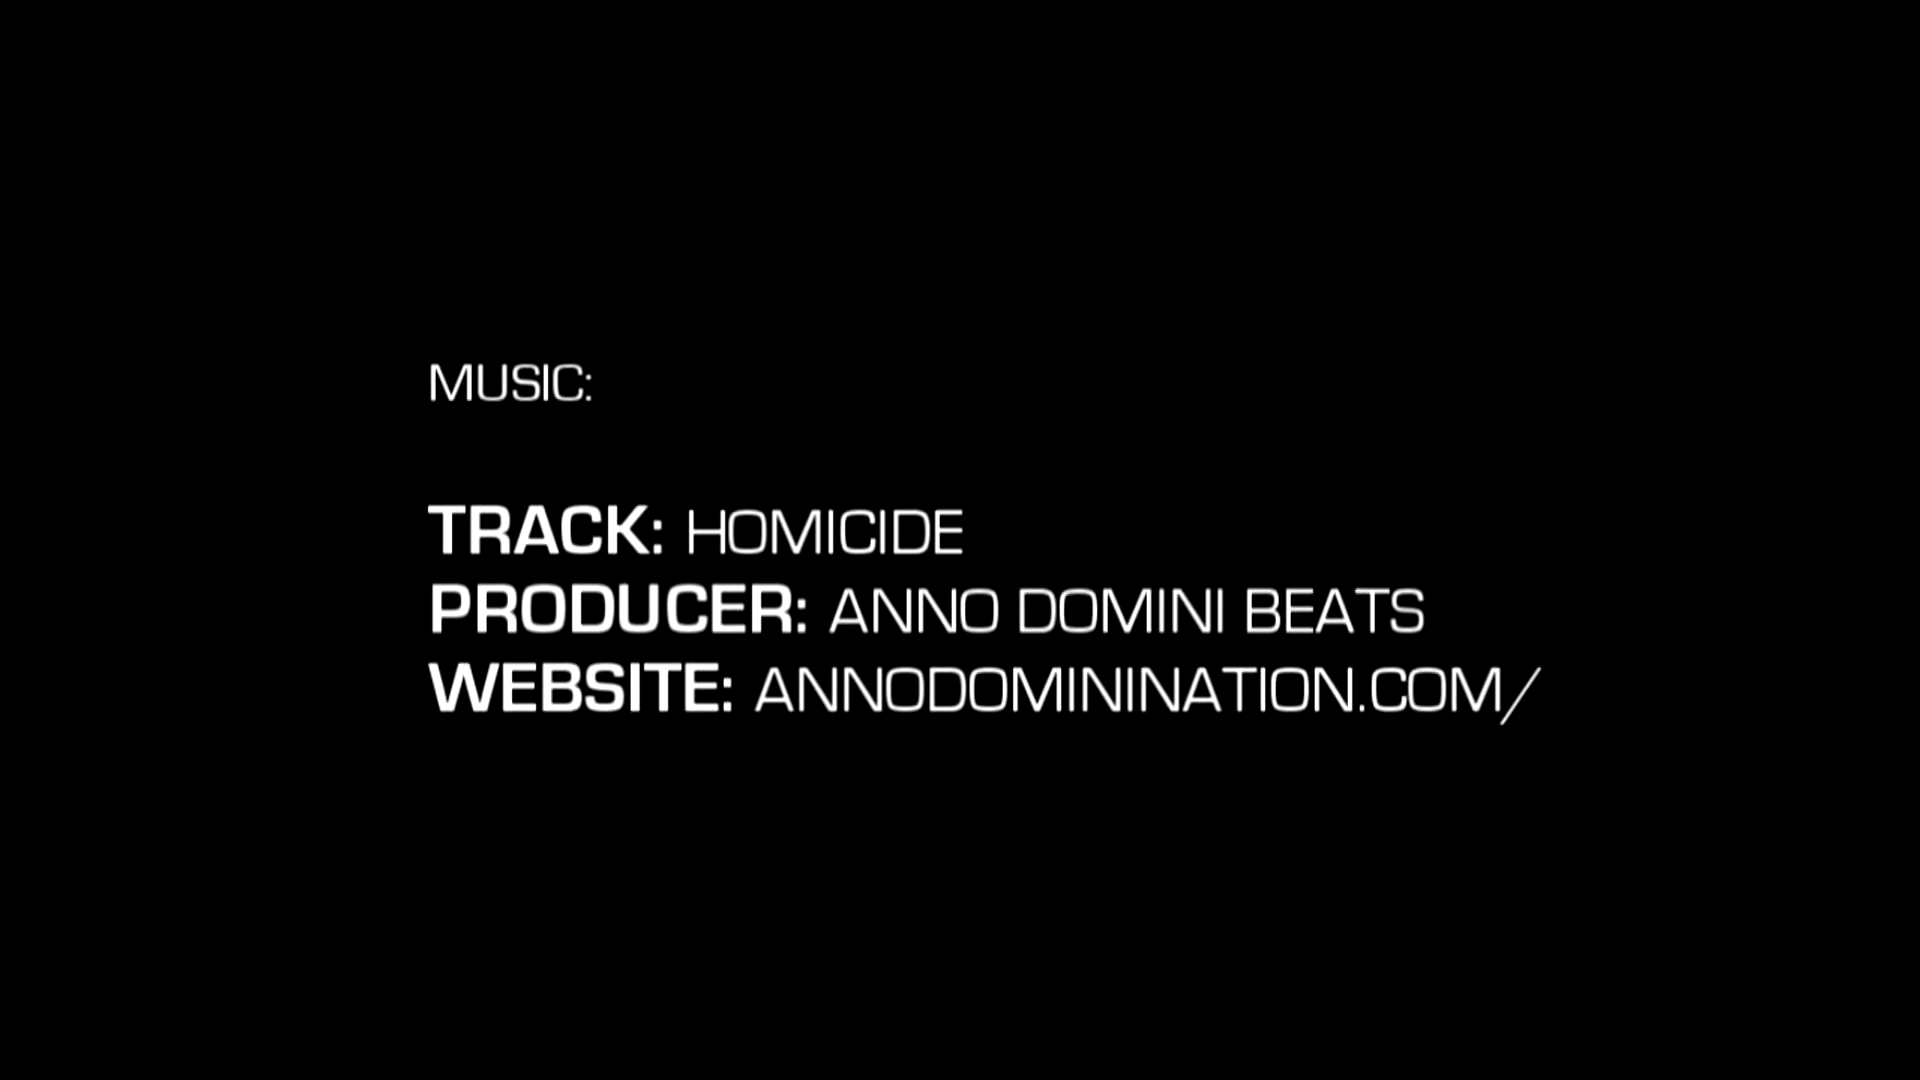 MUSIC:
TRACK: HOMICIDE
PRODUCER: ANNO DOMINI BEATS
WEBSITE: ANNODOMININATION.COM/